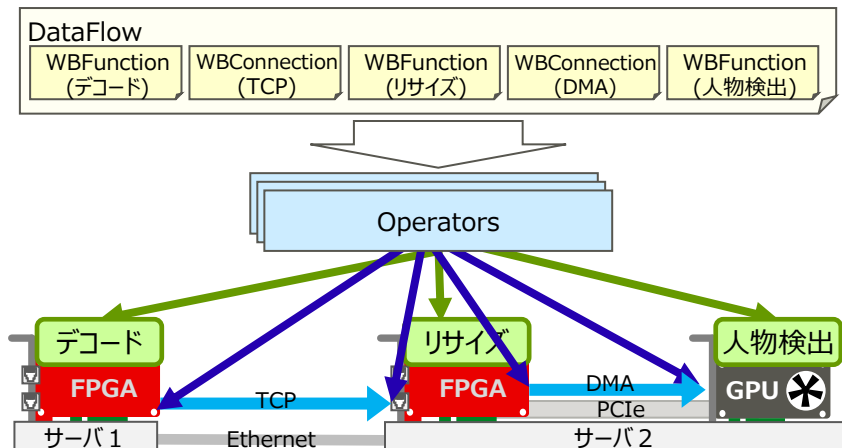 DataFlow
WBFunction
(デコード)
WBConnection
(TCP)
WBFunction
(リサイズ)
WBConnection
(DMA)
WBFunction
(人物検出)
Operators
デコード
リサイズ
人物検出
FPGA
TCP
FPGA
DMA
PCIe
GPU
サーバ1
Ethernet
サーバ2